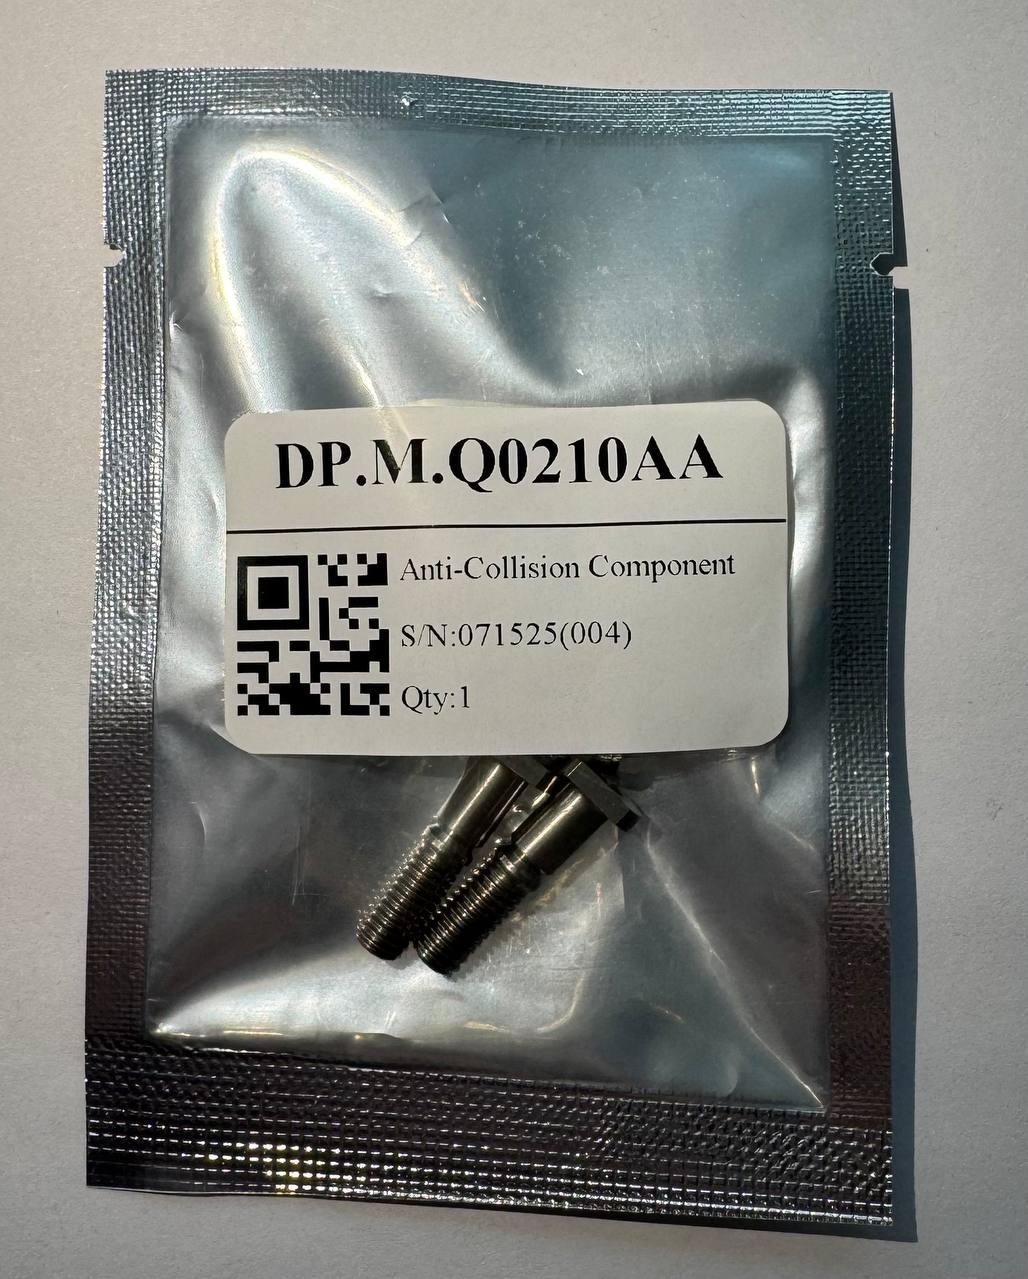 DP.M.Q0210AA
Anti-Collision Component
S/N:071525(004)
Qty:1